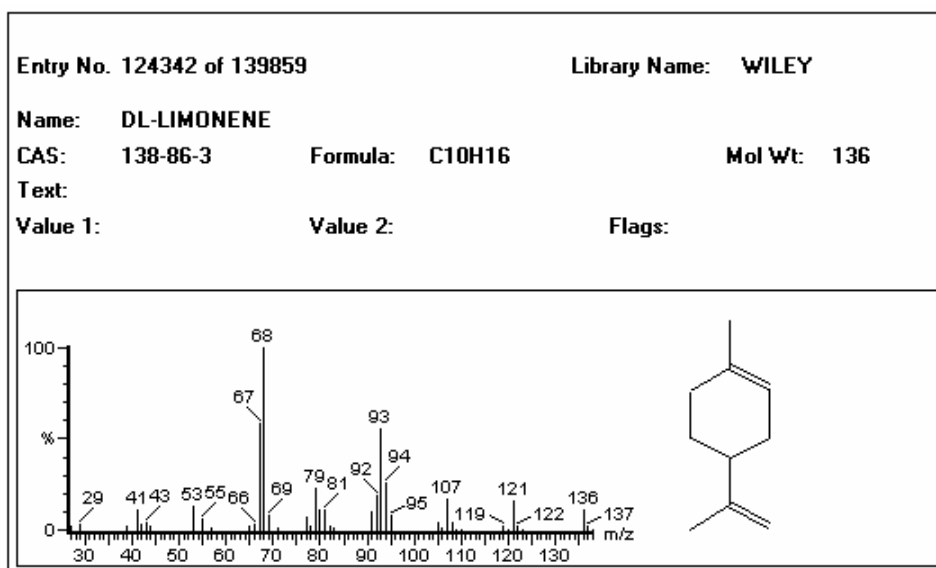 Entry No. 124342 of 139859 Library Name: WILEY
Name: DL-LIMONENE
CAS: 138-86-3 Formula: C10H16 Mol Wt: 136
Text:
Value 1: Value 2: Flags:
68
100
67
93
%
79 92 94
29 41 43 53 55 66 69 81 95 107 119 121 122 136 137
0
m/z
30 40 50 60 70 80 90 100 110 120 130